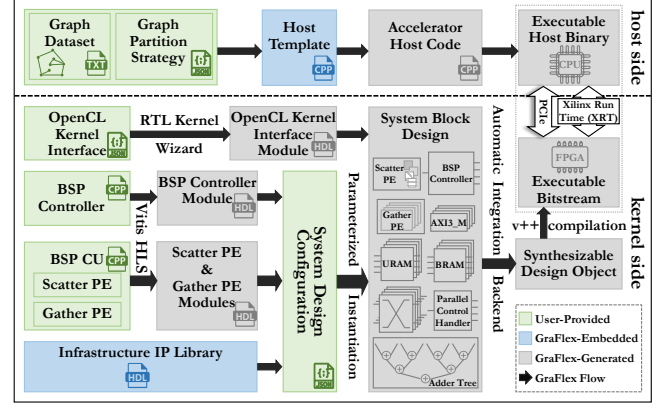 Graph
Dataset
TXT
Graph
Partition
Strategy
{;}
JSON
Host
Template
CPP
Accelerator
Host Code
CPP
Executable
Host Binary
CPU
host side
PCIe
Xilinx Run
Time (XRT)
OpenCL
Kernel
Interface
{;}
JSON
RTL Kernel
Wizard
OpenCL Kernel
Interface
Module
HDL
System Block
Design
Scatter
PE
BSP
Controller
Gather
PE
AXI3_M
URAM
BRAM
Parallel
Control
Handler
Adder Tree
Automatic Integration
Backend
FPGA
Executable
Bitstream
v++ compilation
Synthesizable
Design Object
kernel side
BSP
Controller
CPP
Vitis HLS
BSP Controller
Module
HDL
BSP CU
CPP
Scatter PE
Gather PE
Scatter PE
&
Gather PE
Modules
HDL
System Design
Configuration
{;}
JSON
Parameterized
Instantiation
Infrastructure IP Library
HDL
User-Provided
GraFlex-Embedded
GraFlex-Generated
GraFlex Flow